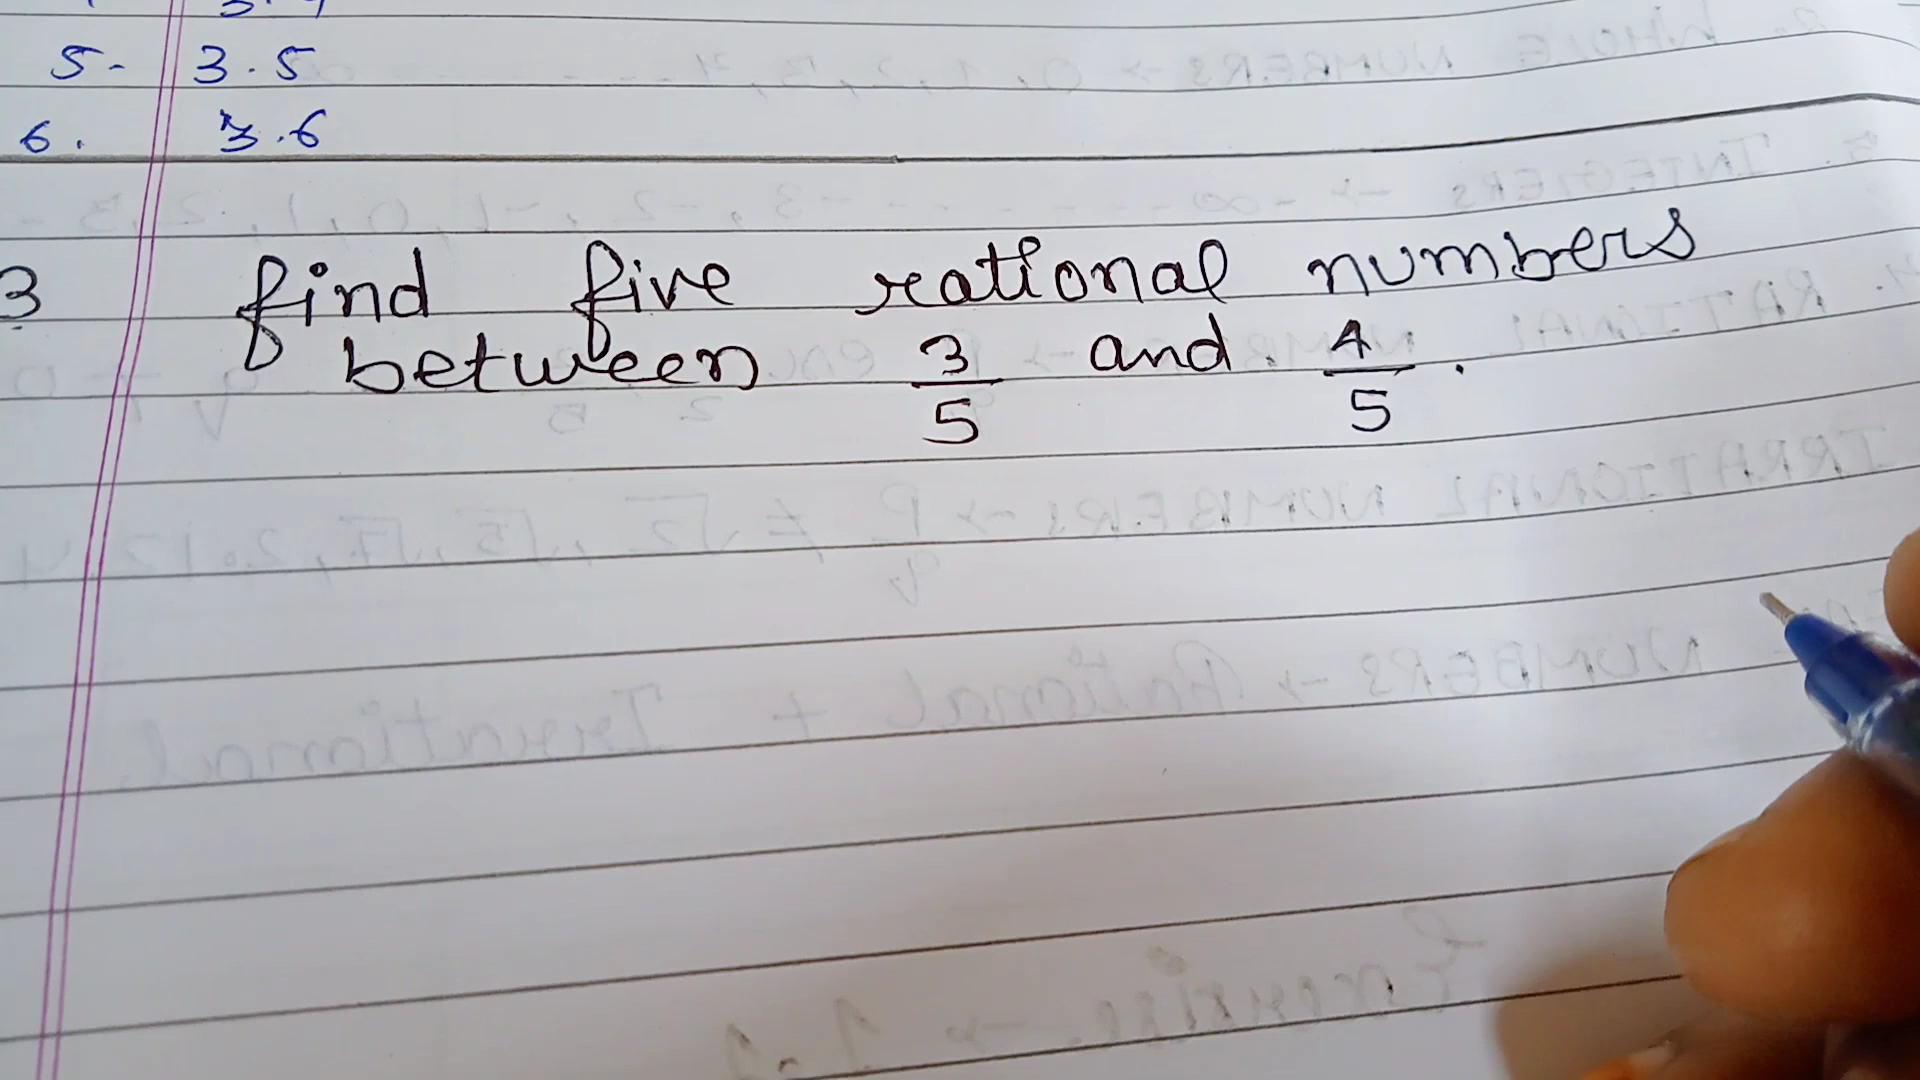 5- 3.5
6. 3.6
3 find five rational numbers
between 3/5 and 4/5.